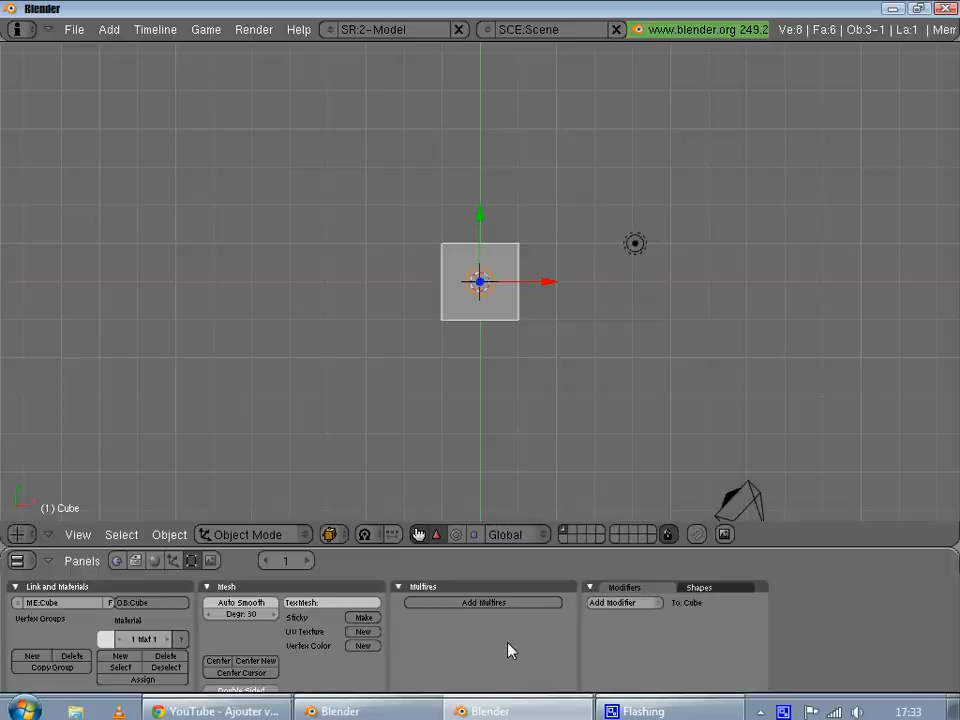 Blender
File Add Timeline Game Render Help SR:2-Model SCE:Scene www.blender.org 249.2 Ve:8 | Fa:6 | Ob:3-1 | La:1 | Mem
(1) Cube
View Select Object Object Mode Global
Panels 1
Link and Materials Mesh Multires Modifiers Shapes
ME:Cube F OB:Cube Auto Smooth TexMesh: Add Multires Add Modifier To: Cube
Vertex Groups Material Degr: 30 Sticky Make
1 Mat 1 ? UV Texture New
Vertex Color New
New Delete New Delete Center Center New
Copy Group Select Deselect Center Cursor
Assign Double Sided
YouTube - Ajouter v... Blender Blender Flashing 17:33